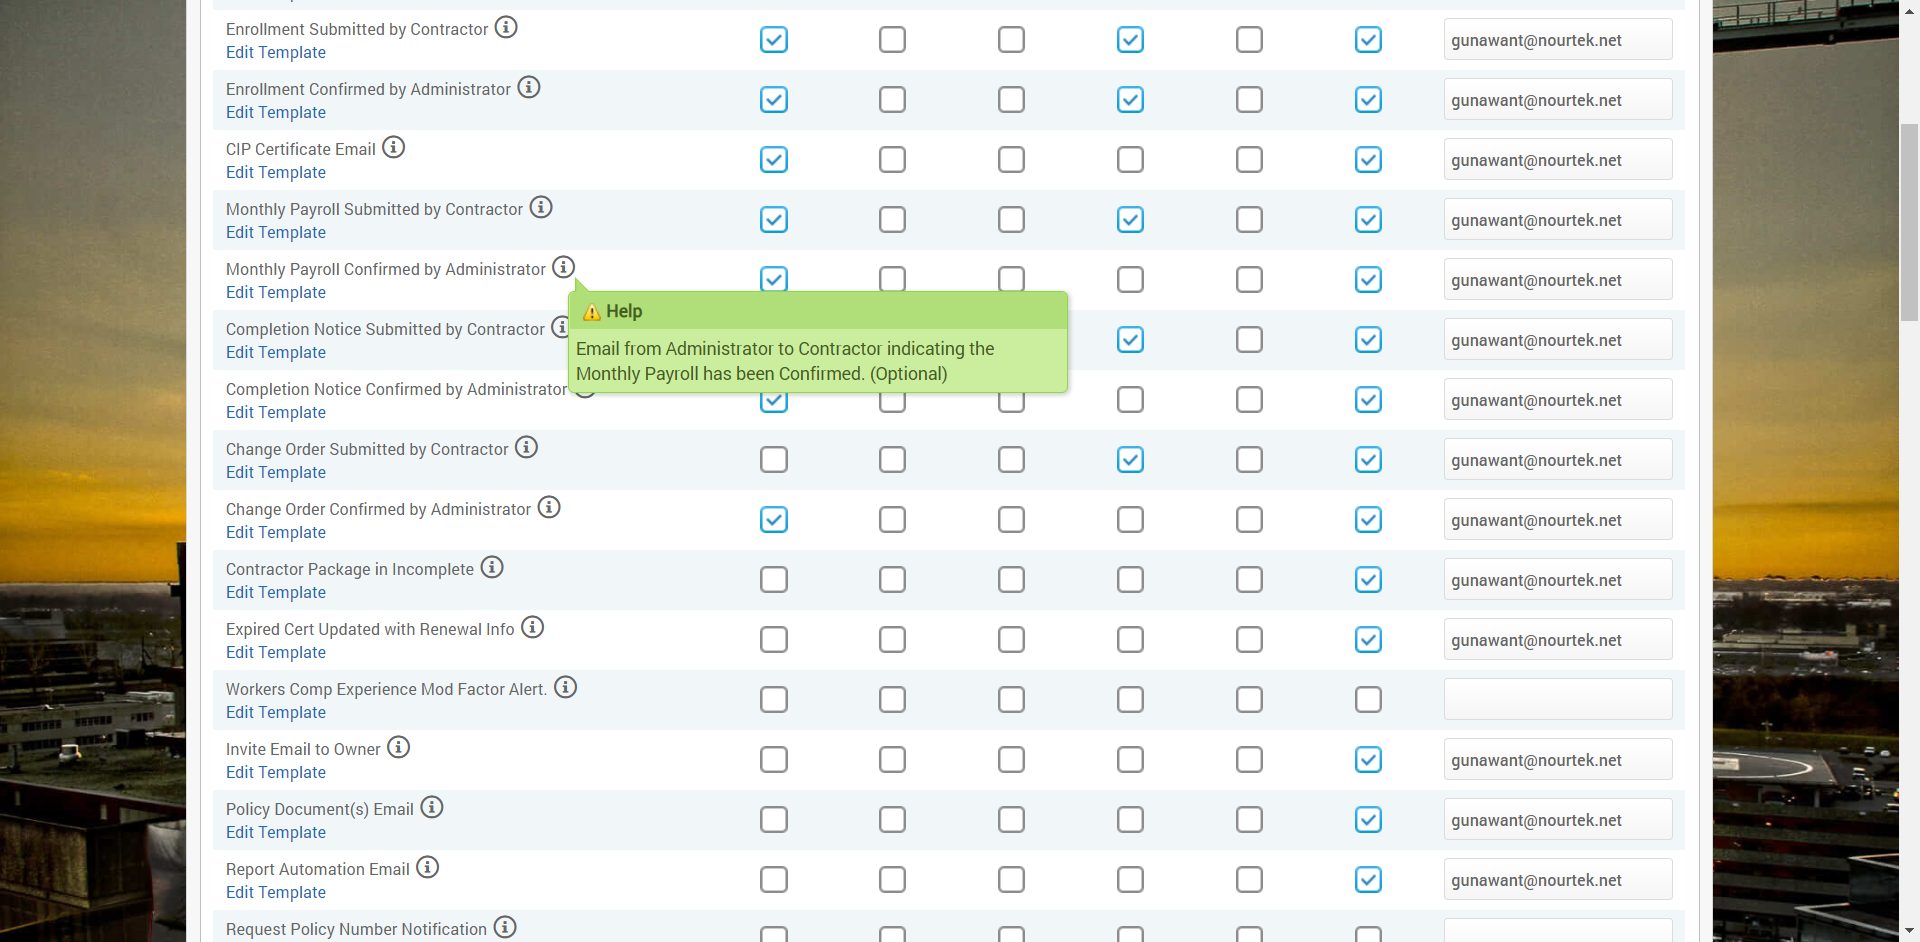 Enrollment Submitted by Contractor
Edit Template
gunawant@nourtek.net
Enrollment Confirmed by Administrator
Edit Template
gunawant@nourtek.net
CIP Certificate Email
Edit Template
gunawant@nourtek.net
Monthly Payroll Submitted by Contractor
Edit Template
gunawant@nourtek.net
Monthly Payroll Confirmed by Administrator
Edit Template
gunawant@nourtek.net
Help
Email from Administrator to Contractor indicating the
Monthly Payroll has been Confirmed. (Optional)
Completion Notice Submitted by Contractor
Edit Template
gunawant@nourtek.net
Completion Notice Confirmed by Administrator
Edit Template
gunawant@nourtek.net
Change Order Submitted by Contractor
Edit Template
gunawant@nourtek.net
Change Order Confirmed by Administrator
Edit Template
gunawant@nourtek.net
Contractor Package in Incomplete
Edit Template
gunawant@nourtek.net
Expired Cert Updated with Renewal Info
Edit Template
gunawant@nourtek.net
Workers Comp Experience Mod Factor Alert.
Edit Template
Invite Email to Owner
Edit Template
gunawant@nourtek.net
Policy Document(s) Email
Edit Template
gunawant@nourtek.net
Report Automation Email
Edit Template
gunawant@nourtek.net
Request Policy Number Notification